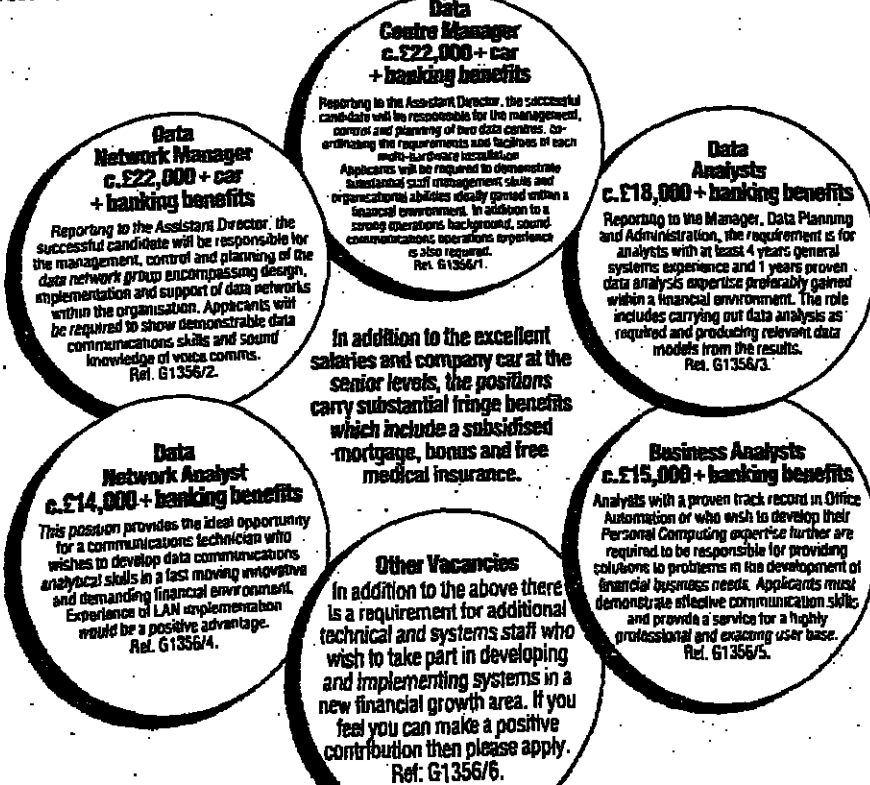 Data
Centre Manager
c.£22,000 + car
+ banking benefits
Reporting to the Assistant Director, the successful
candidate will be responsible for the management,
control and planning of two data centres, co-
ordinating the requirements and facilities of each
multi-hardware installation
Applicants will be required to demonstrate
substantial staff management skills and
organisational abilities ideally gained within a
financial environment. In addition to a
strong operations background, sound
communications operations experience
is also required.
Ref. G1356/1.
Data
Network Manager
c.£22,000 + car
+ banking benefits
Reporting to the Assistant Director, the
successful candidate will be responsible for
the management, control and planning of the
data network group encompassing design,
implementation and support of data networks
within the organisation. Applicants will
be required to show demonstrable data
communications skills and sound
knowledge of voice comms.
Ref. G1356/2.
Data
Analysts
c.£18,000 + banking benefits
Reporting to the Manager, Data Planning
and Administration, the requirement is for
analysts with at least 4 years general
systems experience and 1 years proven
data analysis expertise preferably gained
within a financial environment. The role
includes carrying out data analysis as
required and producing relevant data
models from the results.
Ref. G1356/3.
In addition to the excellent
salaries and company car at the
senior levels, the positions
carry substantial fringe benefits
which include a subsidised
mortgage, bonus and free
medical insurance.
Data
Network Analyst
c.£14,000 + banking benefits
This position provides the ideal opportunity
for a communications technician who
wishes to develop data communications
analytical skills in a fast moving innovative
and demanding financial environment.
Experience of LAN implementation
would be a positive advantage.
Ref. G1356/4.
Business Analysts
c.£15,000 + banking benefits
Analysts with a proven track record in Office
Automation or who wish to develop their
Personal Computing expertise further are
required to be responsible for providing
solutions to problems in the development of
financial business needs. Applicants must
demonstrate effective communication skills
and provide a service for a highly
professional and exacting user base.
Ref. G1356/5.
Other Vacancies
In addition to the above there
is a requirement for additional
technical and systems staff who
wish to take part in developing
and implementing systems in a
new financial growth area. If you
feel you can make a positive
contribution then please apply.
Ref: G1356/6.